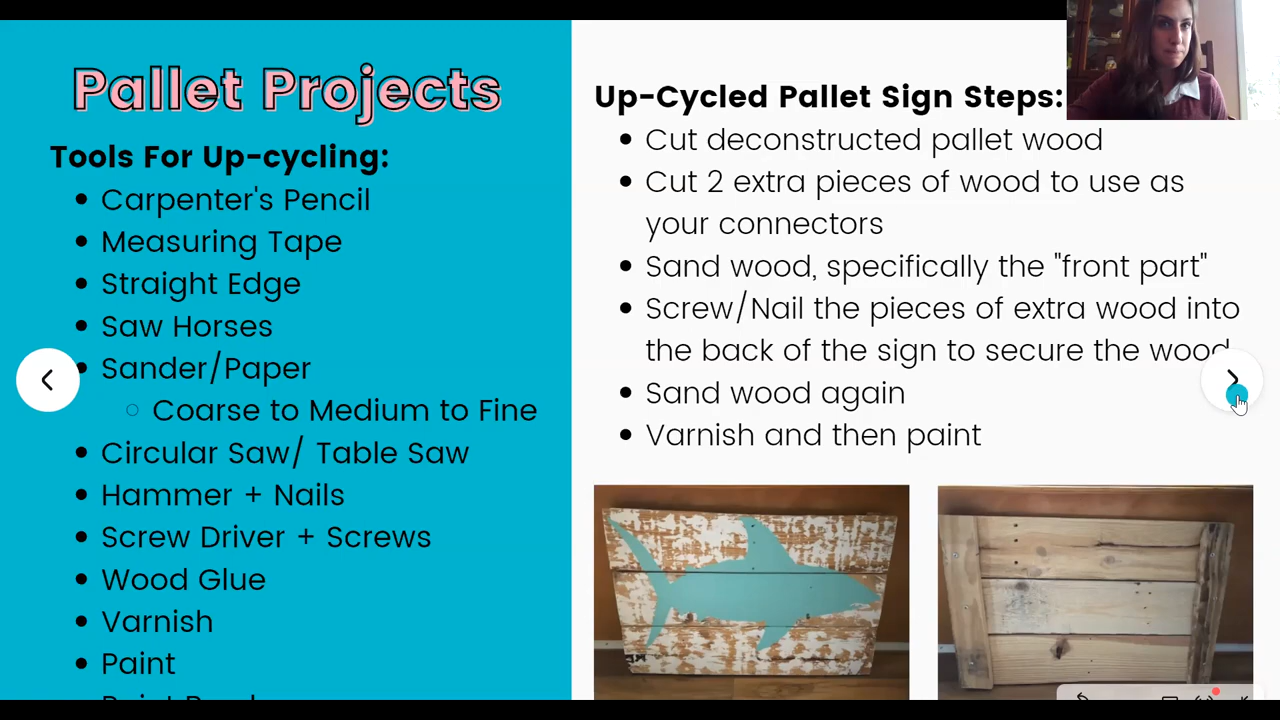 Pallet Projects
Tools For Up-cycling:
Carpenter's Pencil
Measuring Tape
Straight Edge
Saw Horses
Sander/Paper
Coarse to Medium to Fine
Circular Saw/ Table Saw
Hammer + Nails
Screw Driver + Screws
Wood Glue
Varnish
Paint
Up-Cycled Pallet Sign Steps:
Cut deconstructed pallet wood
Cut 2 extra pieces of wood to use as
your connectors
Sand wood, specifically the "front part"
Screw/Nail the pieces of extra wood into
the back of the sign to secure the wood
Sand wood again
Varnish and then paint